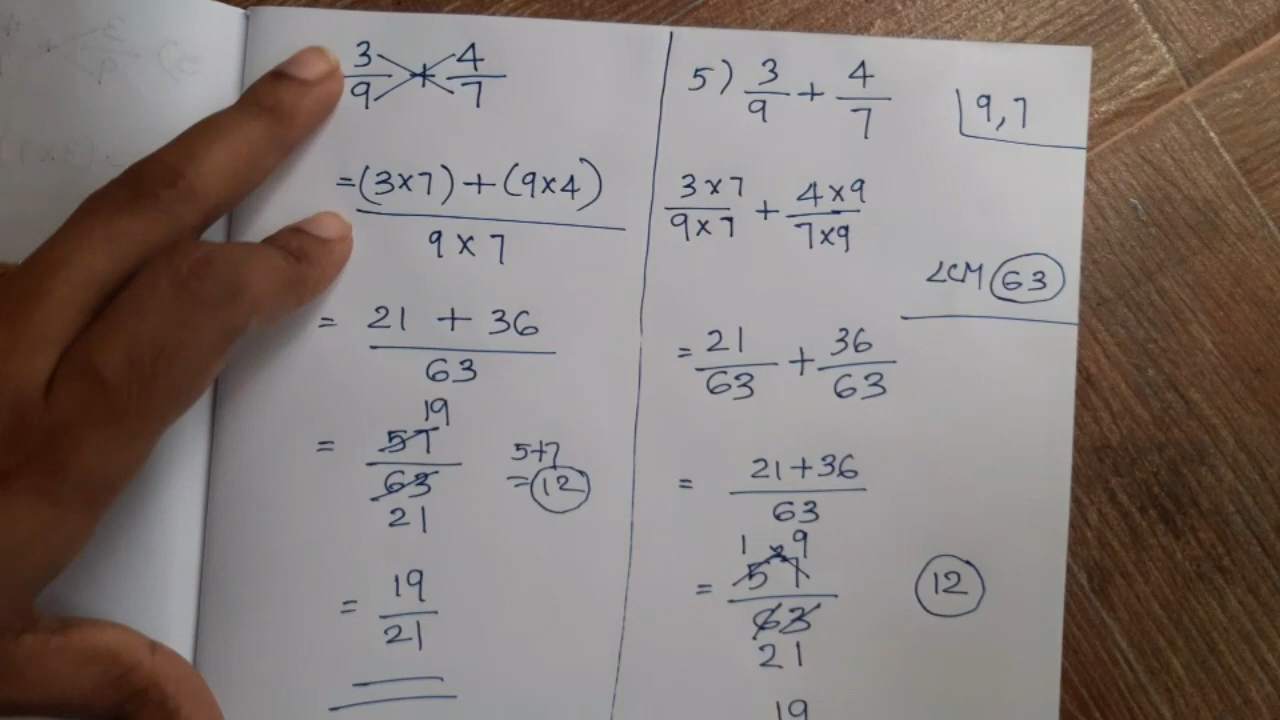 3/9 + 4/7
= (3×7) + (9×4) / 9 × 7
= 21 + 36 / 63
19
= 57 / 63
21
5+7
= 12
= 19 / 21
5) 3/9 + 4/7
9, 7
3×7 / 9×7 + 4×9 / 7×9
LCM 63
= 21/63 + 36/63
= 21+36 / 63
1 9
= 57 / 63
21
12
19